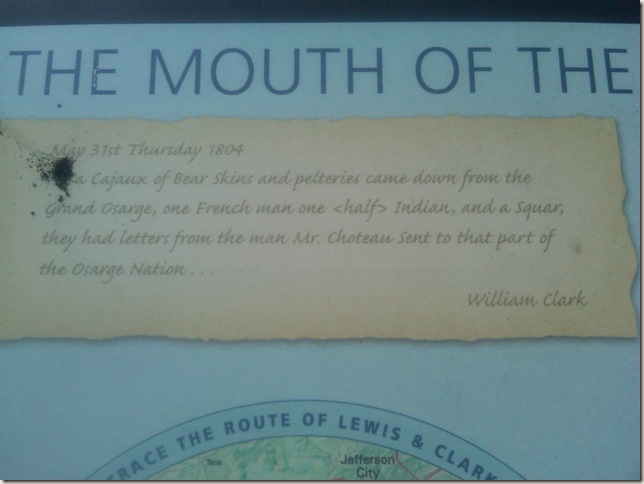 THE MOUTH OF THE
May 31st Thursday 1804
a Cajaux of Bear Skins and pelteries came down from the
Grand Osarge, one French man one <half> Indian, and a Squar,
they had letters from the man Mr. Choteau Sent to that part of
the Osarge Nation . . .
William Clark
TRACE THE ROUTE OF LEWIS & CLARK
Taos
Jefferson
City